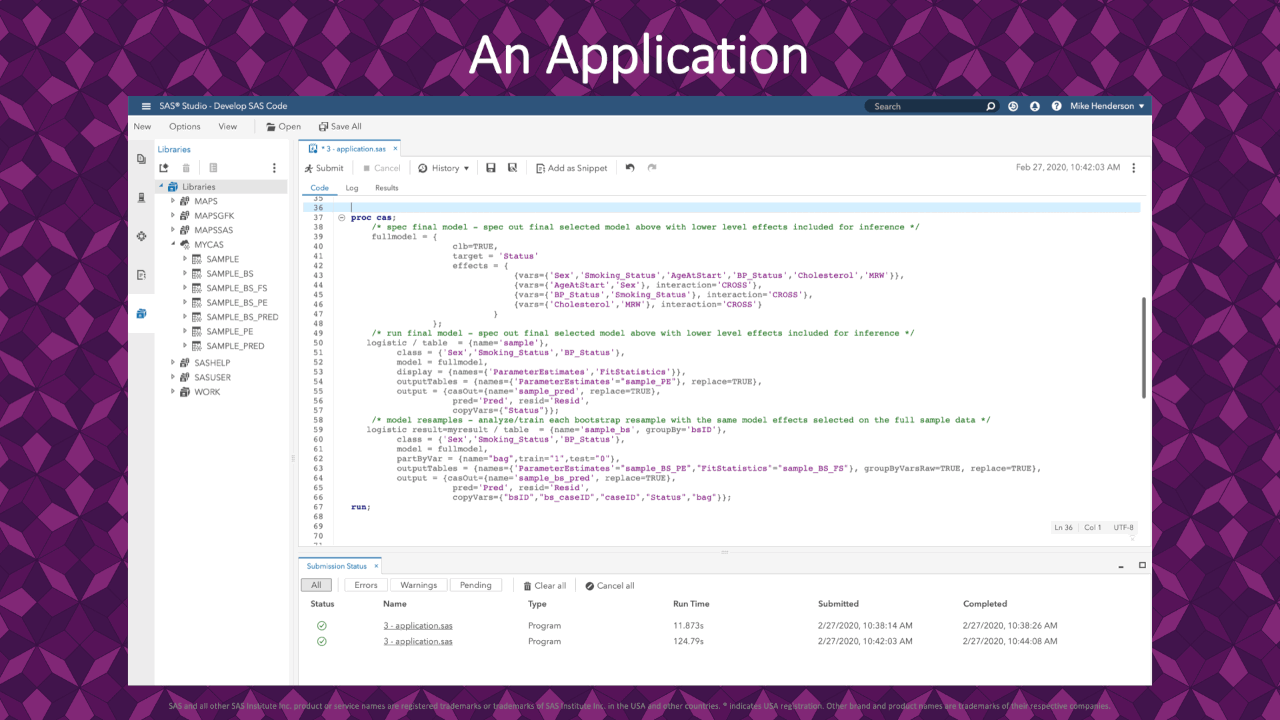 An Application
SAS® Studio - Develop SAS Code
Search
Mike Henderson
New Options View Open Save All
Libraries
Libraries
MAPS
MAPSGFK
MAPSSAS
MYCAS
SAMPLE
SAMPLE_BS
SAMPLE_BS_FS
SAMPLE_BS_PE
SAMPLE_BS_PRED
SAMPLE_PE
SAMPLE_PRED
SASHELP
SASUSER
WORK
* 3 - application.sas ×
Submit Cancel History Add as Snippet Feb 27, 2020, 10:42:03 AM
Code Log Results
35
36
37 proc cas;
38 /* spec final model - spec out final selected model above with lower level effects included for inference */
39 fullmodel = {
40 clb=TRUE,
41 target = 'Status'
42 effects = {
43 {vars={'Sex','Smoking_Status','AgeAtStart','BP_Status','Cholesterol','MRW'}},
44 {vars={'AgeAtStart','Sex'}, interaction='CROSS'},
45 {vars={'BP_Status','Smoking_Status'}, interaction='CROSS'},
46 {vars={'Cholesterol','MRW'}, interaction='CROSS'}
47 }
48 };
49 /* run final model - spec out final selected model above with lower level effects included for inference */
50 logistic / table = {name='sample'},
51 class = {'Sex','Smoking_Status','BP_Status'},
52 model = fullmodel,
53 display = {names={'ParameterEstimates','FitStatistics'}},
54 outputTables = {names={'ParameterEstimates'="sample_PE"}, replace=TRUE},
55 output = {casOut={name='sample_pred', replace=TRUE},
56 pred='Pred', resid='Resid',
57 copyVars={"Status"}};
58 /* model resamples - analyze/train each bootstrap resample with the same model effects selected on the full sample data */
59 logistic result=myresult / table = {name='sample_bs', groupBy='bsID'},
60 class = {'Sex','Smoking_Status','BP_Status'},
61 model = fullmodel,
62 partByVar = {name="bag",train="1",test="0"},
63 outputTables = {names={'ParameterEstimates'="sample_BS_PE","FitStatistics"="sample_BS_FS"}, groupByVarsRaw=TRUE, replace=TRUE},
64 output = {casOut={name='sample_bs_pred', replace=TRUE},
65 pred='Pred', resid='Resid',
66 copyVars={"bsID","bs_caseID","caseID","Status","bag"}};
67 run;
68
69
70
71
Ln 36 Col 1 UTF-8
Submission Status ×
All Errors Warnings Pending Clear all Cancel all
Status Name Type Run Time Submitted Completed
3 - application.sas Program 11.873s 2/27/2020, 10:38:14 AM 2/27/2020, 10:38:26 AM
3 - application.sas Program 124.79s 2/27/2020, 10:42:03 AM 2/27/2020, 10:44:08 AM
SAS and all other SAS Institute Inc. product or service names are registered trademarks or trademarks of SAS Institute Inc. in the USA and other countries. ® indicates USA registration. Other brand and product names are trademarks of their respective companies.